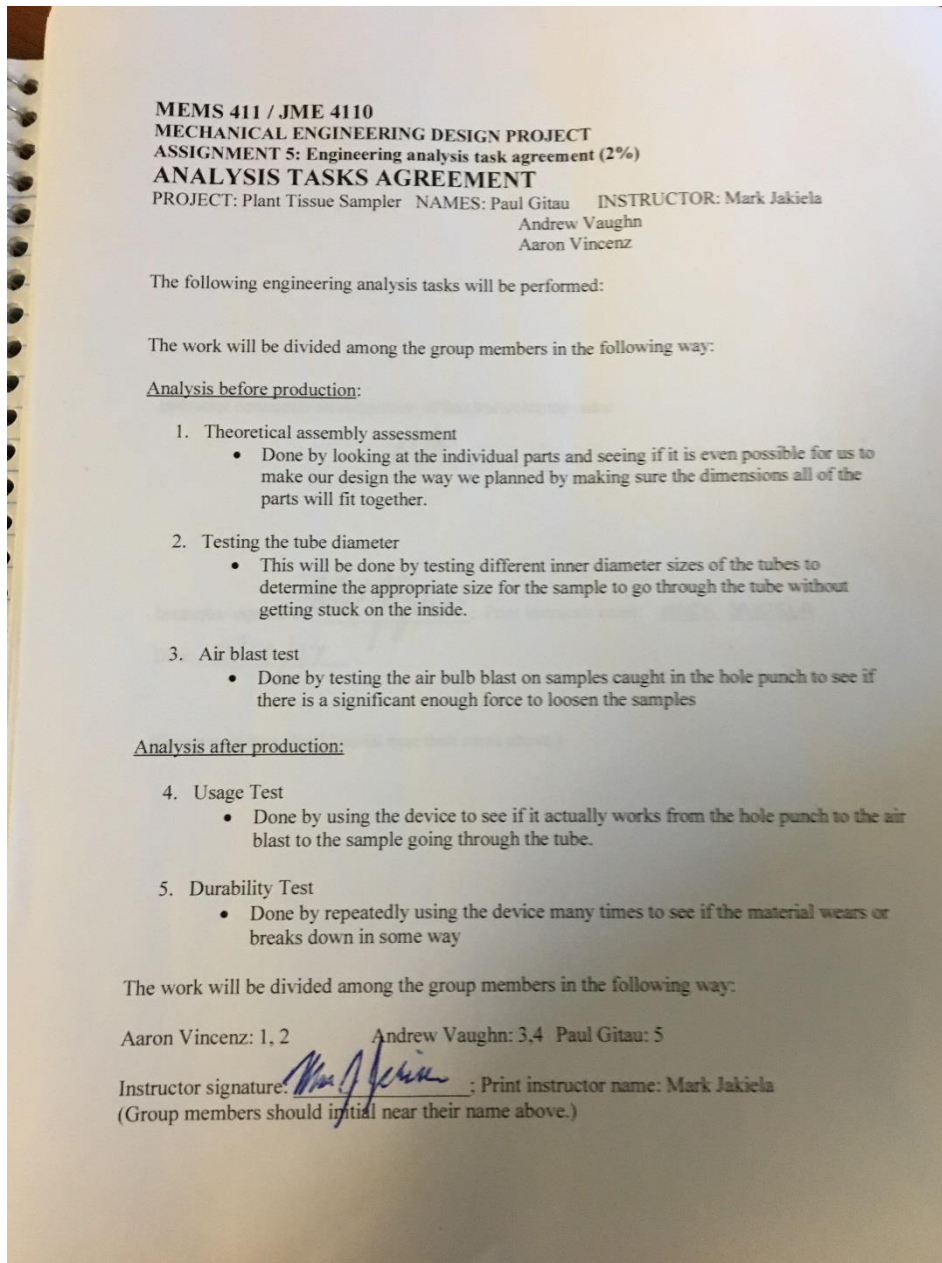 MEMS 411 / JME 4110
MECHANICAL ENGINEERING DESIGN PROJECT
ASSIGNMENT 5: Engineering analysis task agreement (2%)
ANALYSIS TASKS AGREEMENT
PROJECT: Plant Tissue Sampler NAMES: Paul Gitau INSTRUCTOR: Mark Jakiela
Andrew Vaughn
Aaron Vincenz
The following engineering analysis tasks will be performed:
The work will be divided among the group members in the following way:
Analysis before production:
1. Theoretical assembly assessment
• Done by looking at the individual parts and seeing if it is even possible for us to
make our design the way we planned by making sure the dimensions all of the
parts will fit together.
2. Testing the tube diameter
• This will be done by testing different inner diameter sizes of the tubes to
determine the appropriate size for the sample to go through the tube without
getting stuck on the inside.
3. Air blast test
• Done by testing the air bulb blast on samples caught in the hole punch to see if
there is a significant enough force to loosen the samples
Analysis after production:
4. Usage Test
• Done by using the device to see if it actually works from the hole punch to the air
blast to the sample going through the tube.
5. Durability Test
• Done by repeatedly using the device many times to see if the material wears or
breaks down in some way
The work will be divided among the group members in the following way:
Aaron Vincenz: 1, 2 Andrew Vaughn: 3,4 Paul Gitau: 5
Instructor signature: ; Print instructor name: Mark Jakiela
(Group members should initial near their name above.)